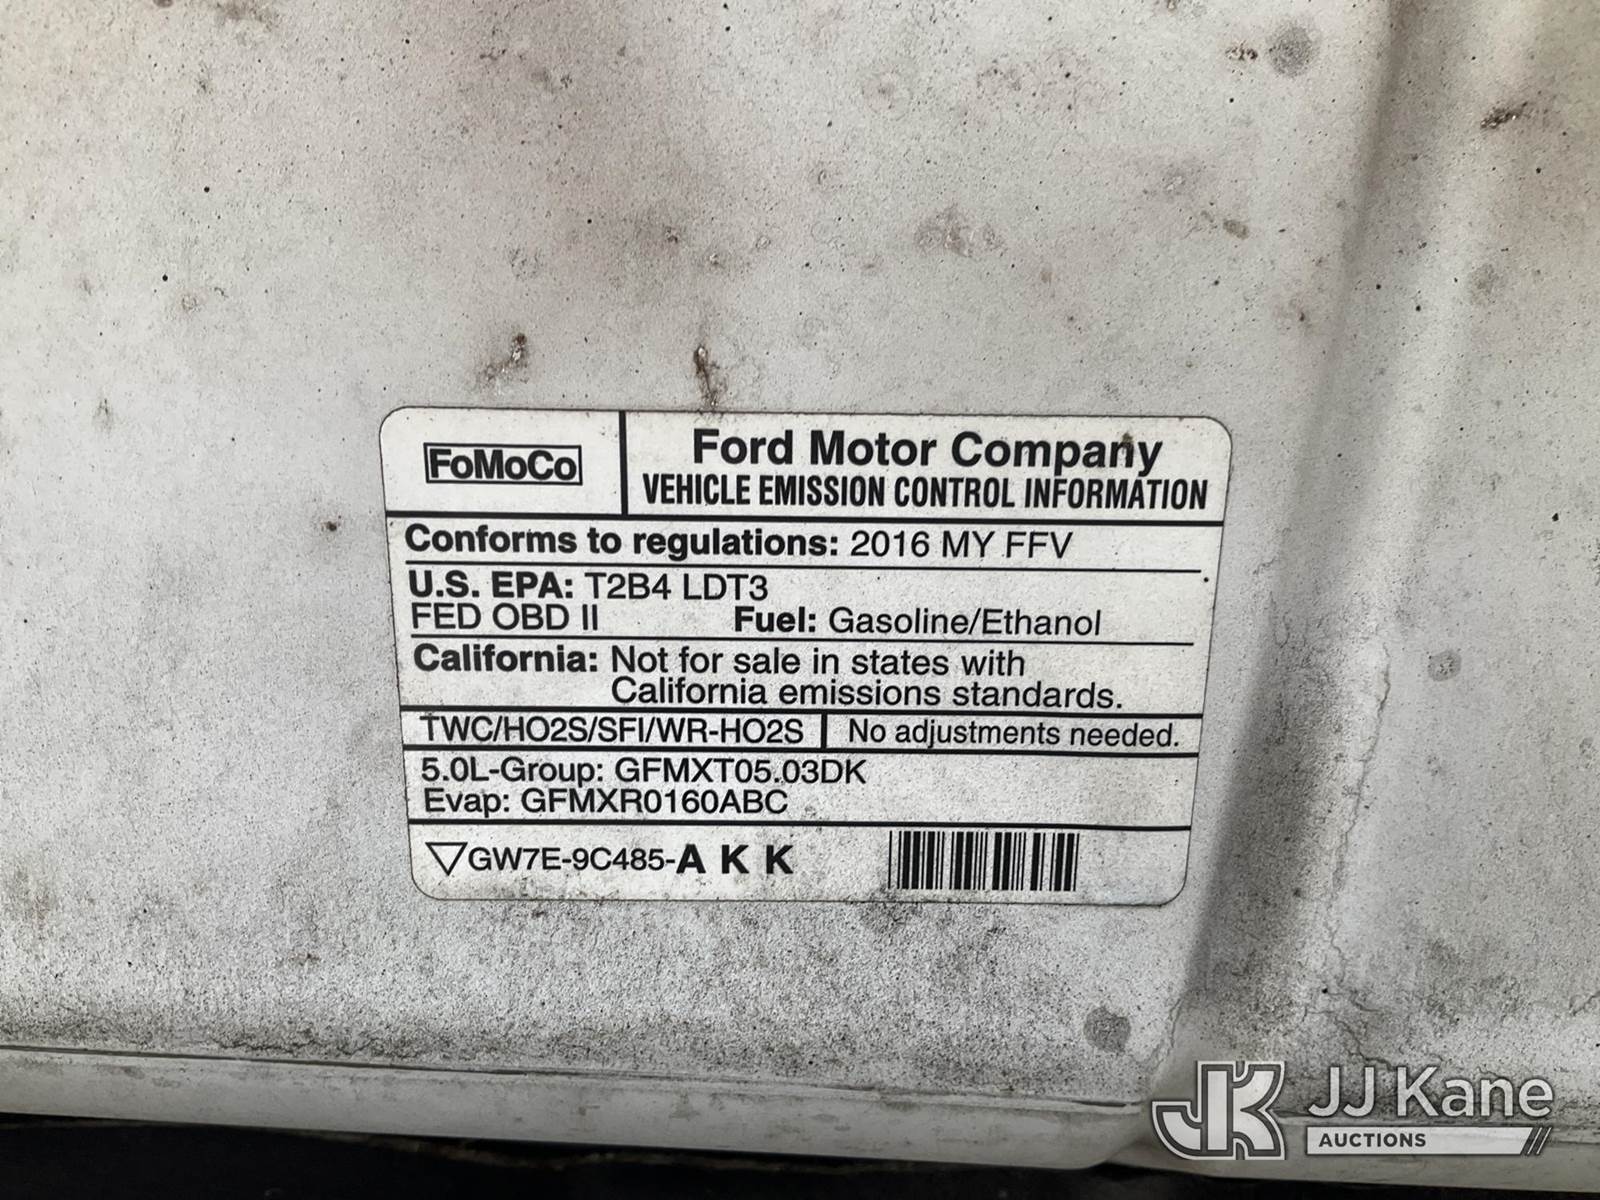 FoMoCo
Ford Motor Company
VEHICLE EMISSION CONTROL INFORMATION
Conforms to regulations: 2016 MY FFV
U.S. EPA: T2B4 LDT3
FED OBD II Fuel: Gasoline/Ethanol
California: Not for sale in states with
California emissions standards.
TWC/HO2S/SFI/WR-HO2S No adjustments needed.
5.0L-Group: GFMXT05.03DK
Evap: GFMXR0160ABC
GW7E-9C485-A K K
JK JJ Kane
AUCTIONS